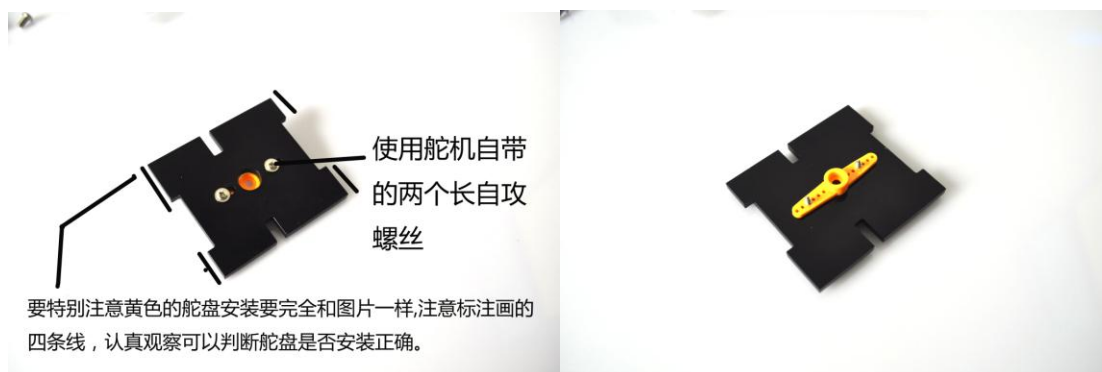 使用舵机自带
的两个长自攻
螺丝
要特别注意黄色的舵盘安装要完全和图片一样,注意标注画的
四条线，认真观察可以判断舵盘是否安装正确。